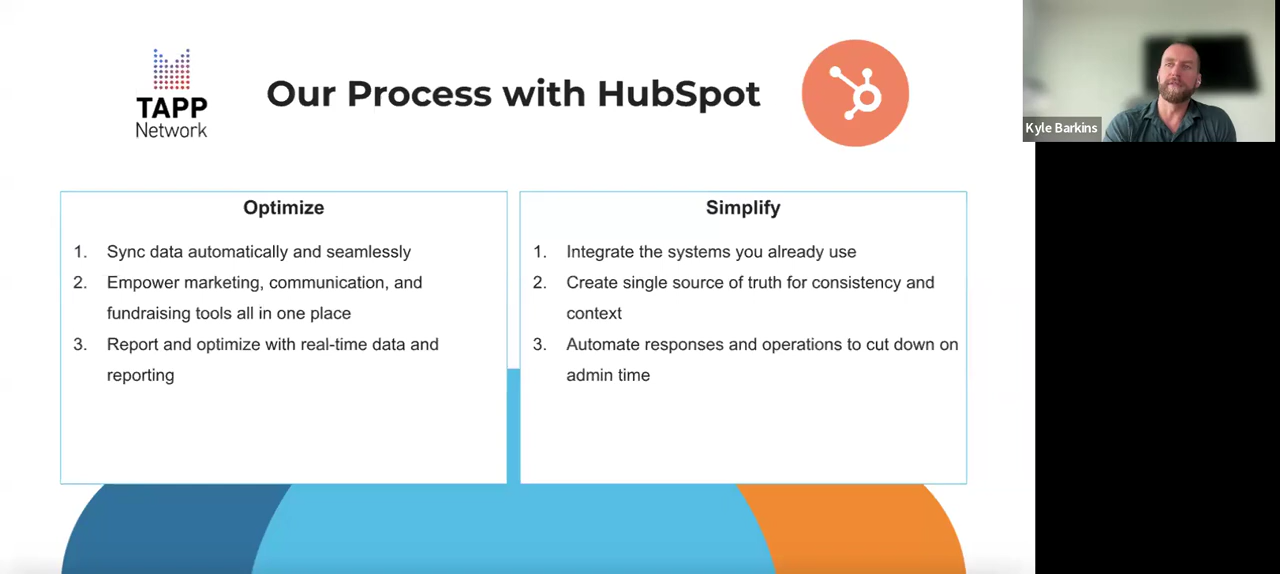 TAPP
Network
Our Process with HubSpot
Kyle Barkins
Optimize
1. Sync data automatically and seamlessly
2. Empower marketing, communication, and
fundraising tools all in one place
3. Report and optimize with real-time data and
reporting
Simplify
1. Integrate the systems you already use
2. Create single source of truth for consistency and
context
3. Automate responses and operations to cut down on
admin time